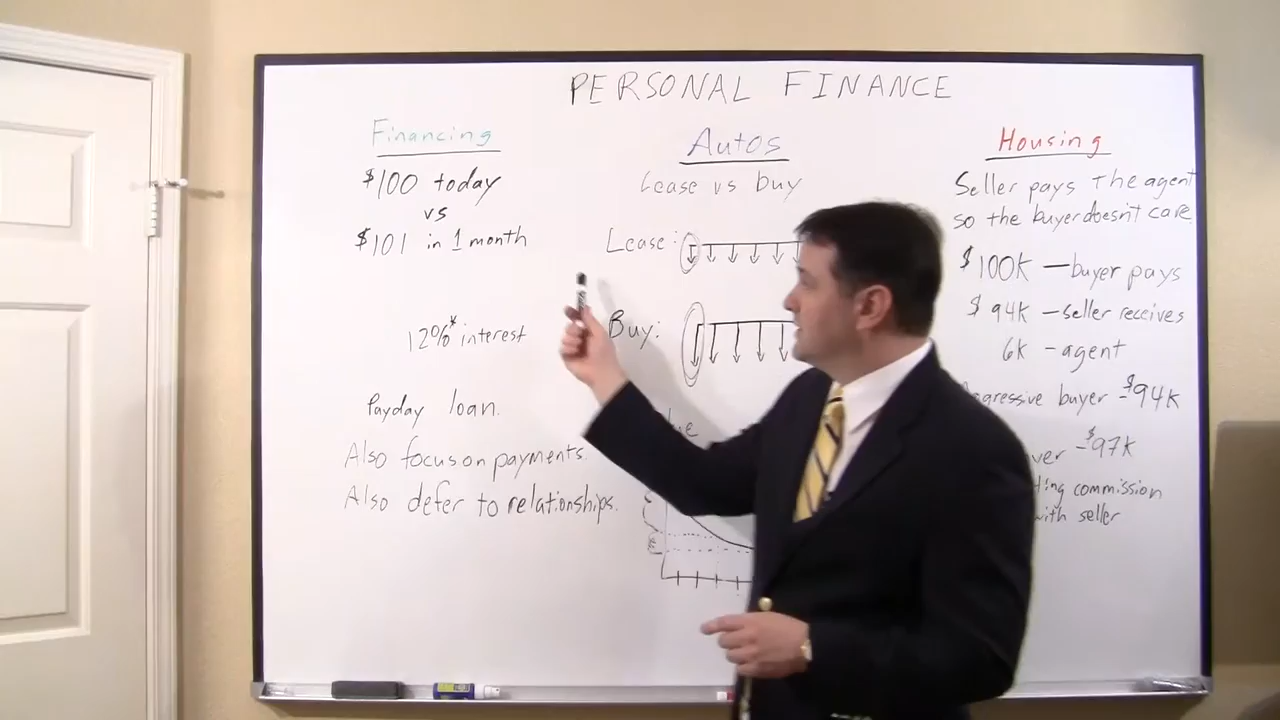 PERSONAL FINANCE
Financing
$100 today
vs
$101 in 1 month
12%* interest
Payday loan.
Also focus on payments.
Also defer to relationships.
Autos
Lease vs buy
Lease:
Buy:
Housing
Seller pays the agent
so the buyer doesn't care.
$100K — buyer pays
$94K - seller receives
6K - agent
buyer - $94K
- $97K
commission
with seller